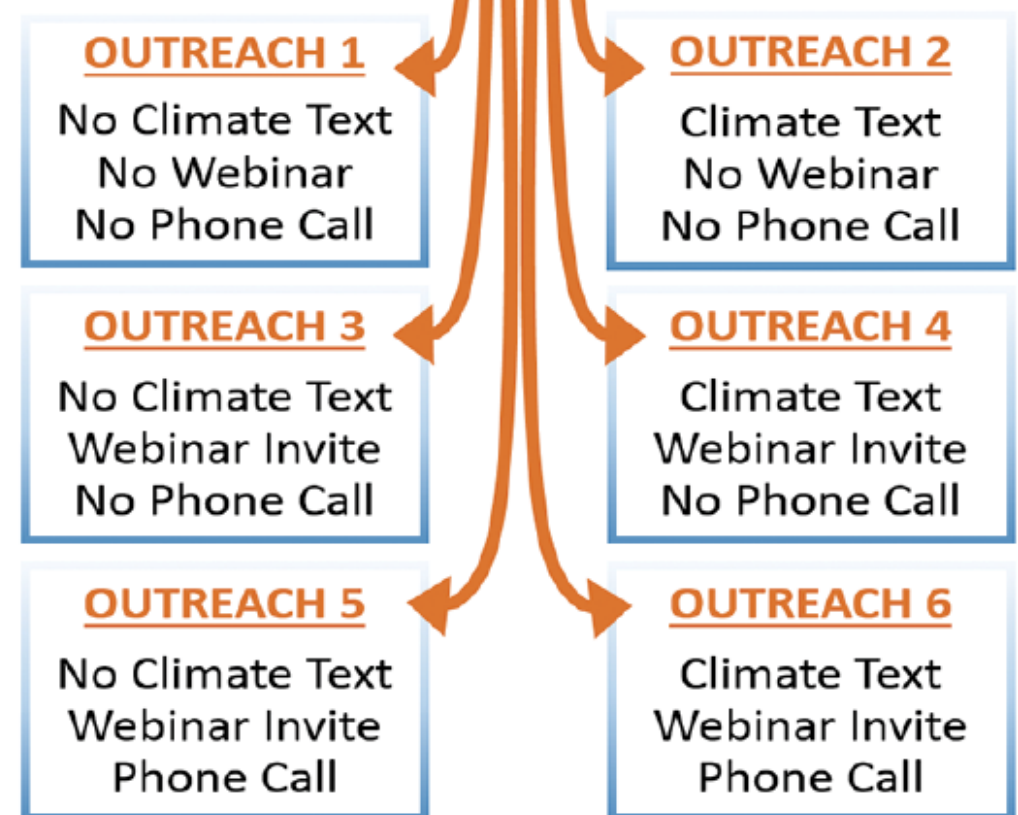 OUTREACH 1
No Climate Text
No Webinar
No Phone Call
OUTREACH 2
Climate Text
No Webinar
No Phone Call
OUTREACH 3
No Climate Text
Webinar Invite
No Phone Call
OUTREACH 4
Climate Text
Webinar Invite
No Phone Call
OUTREACH 5
No Climate Text
Webinar Invite
Phone Call
OUTREACH 6
Climate Text
Webinar Invite
Phone Call